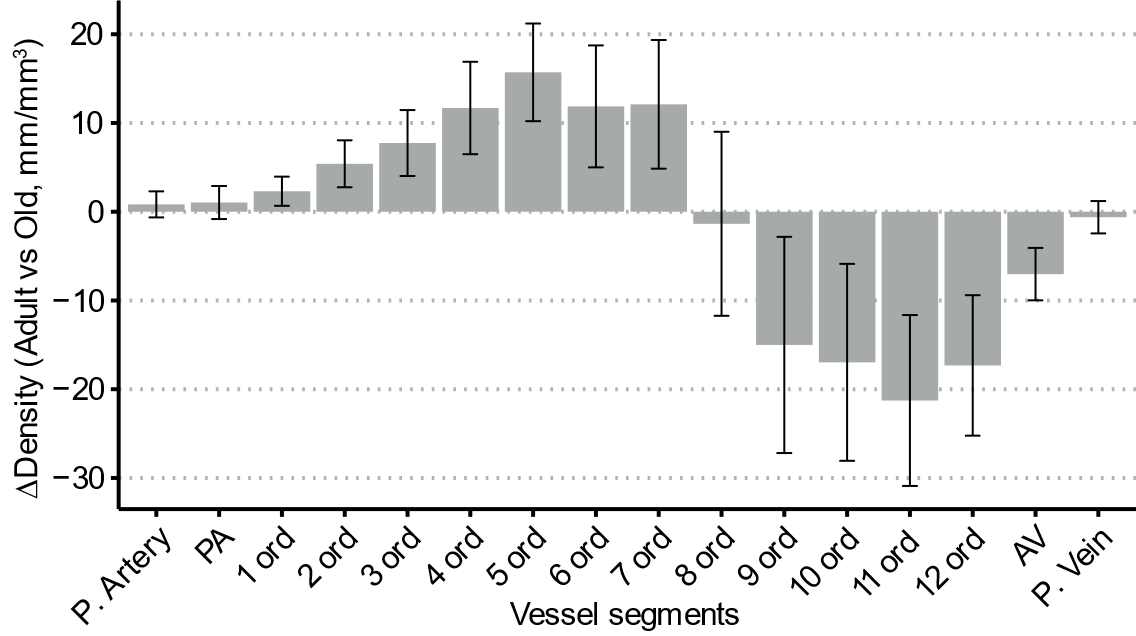 ΔDensity (Adult vs Old, mm/mm³)
20
10
0
−10
−20
−30
P. Artery
PA
1 ord
2 ord
3 ord
4 ord
5 ord
6 ord
7 ord
8 ord
9 ord
10 ord
11 ord
12 ord
AV
P. Vein
Vessel segments